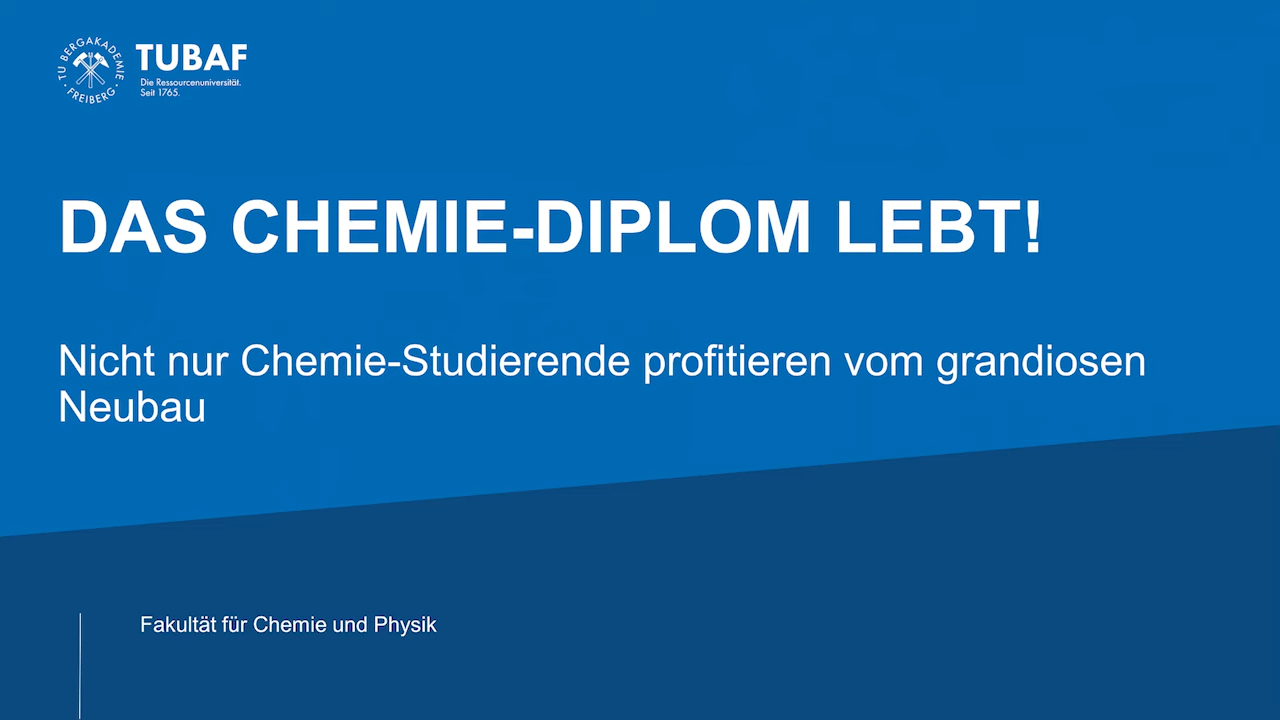 TU BERGAKADEMIE
FREIBERG
TUBAF
Die Ressourcenuniversität.
Seit 1765.
DAS CHEMIE-DIPLOM LEBT!
Nicht nur Chemie-Studierende profitieren vom grandiosen
Neubau
Fakultät für Chemie und Physik